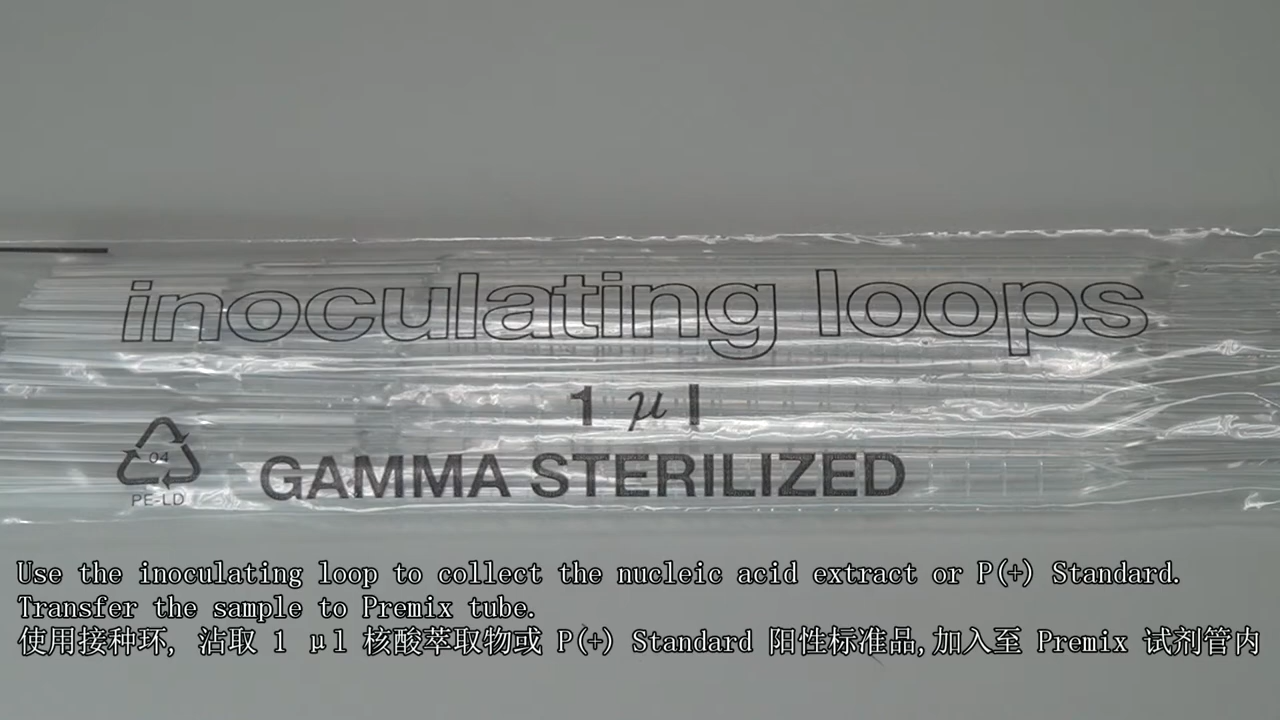 inoculating loops
1 μl
GAMMA STERILIZED
04
PE-LD
Use the inoculating loop to collect the nucleic acid extract or P(+) Standard.
Transfer the sample to Premix tube.
使用接种环, 沾取 1 μl 核酸萃取物或 P(+) Standard 阳性标准品,加入至 Premix 试剂管内